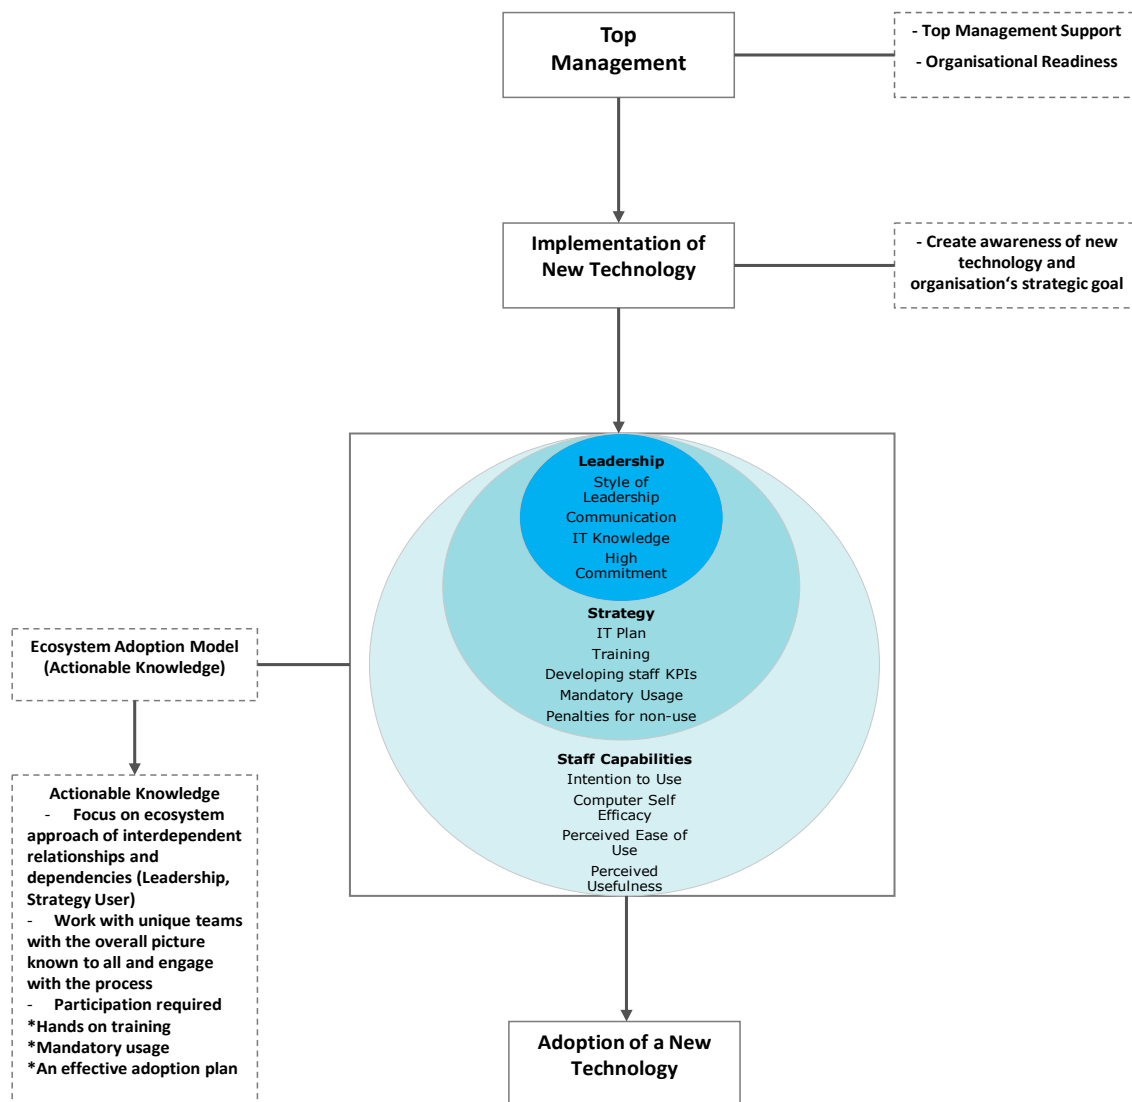 Top
Management
- Top Management Support
- Organisational Readiness
Implementation of
New Technology
- Create awareness of new
technology and
organisation‘s strategic goal
Leadership
Style of
Leadership
Communication
IT Knowledge
High
Commitment
Strategy
IT Plan
Training
Developing staff KPIs
Mandatory Usage
Penalties for non-use
Staff Capabilities
Intention to Use
Computer Self
Efficacy
Perceived Ease of
Use
Perceived
Usefulness
Ecosystem Adoption Model
(Actionable Knowledge)
Actionable Knowledge
- Focus on ecosystem
approach of interdependent
relationships and
dependencies (Leadership,
Strategy User)
- Work with unique teams
with the overall picture
known to all and engage
with the process
- Participation required
*Hands on training
*Mandatory usage
*An effective adoption plan
Adoption of a New
Technology